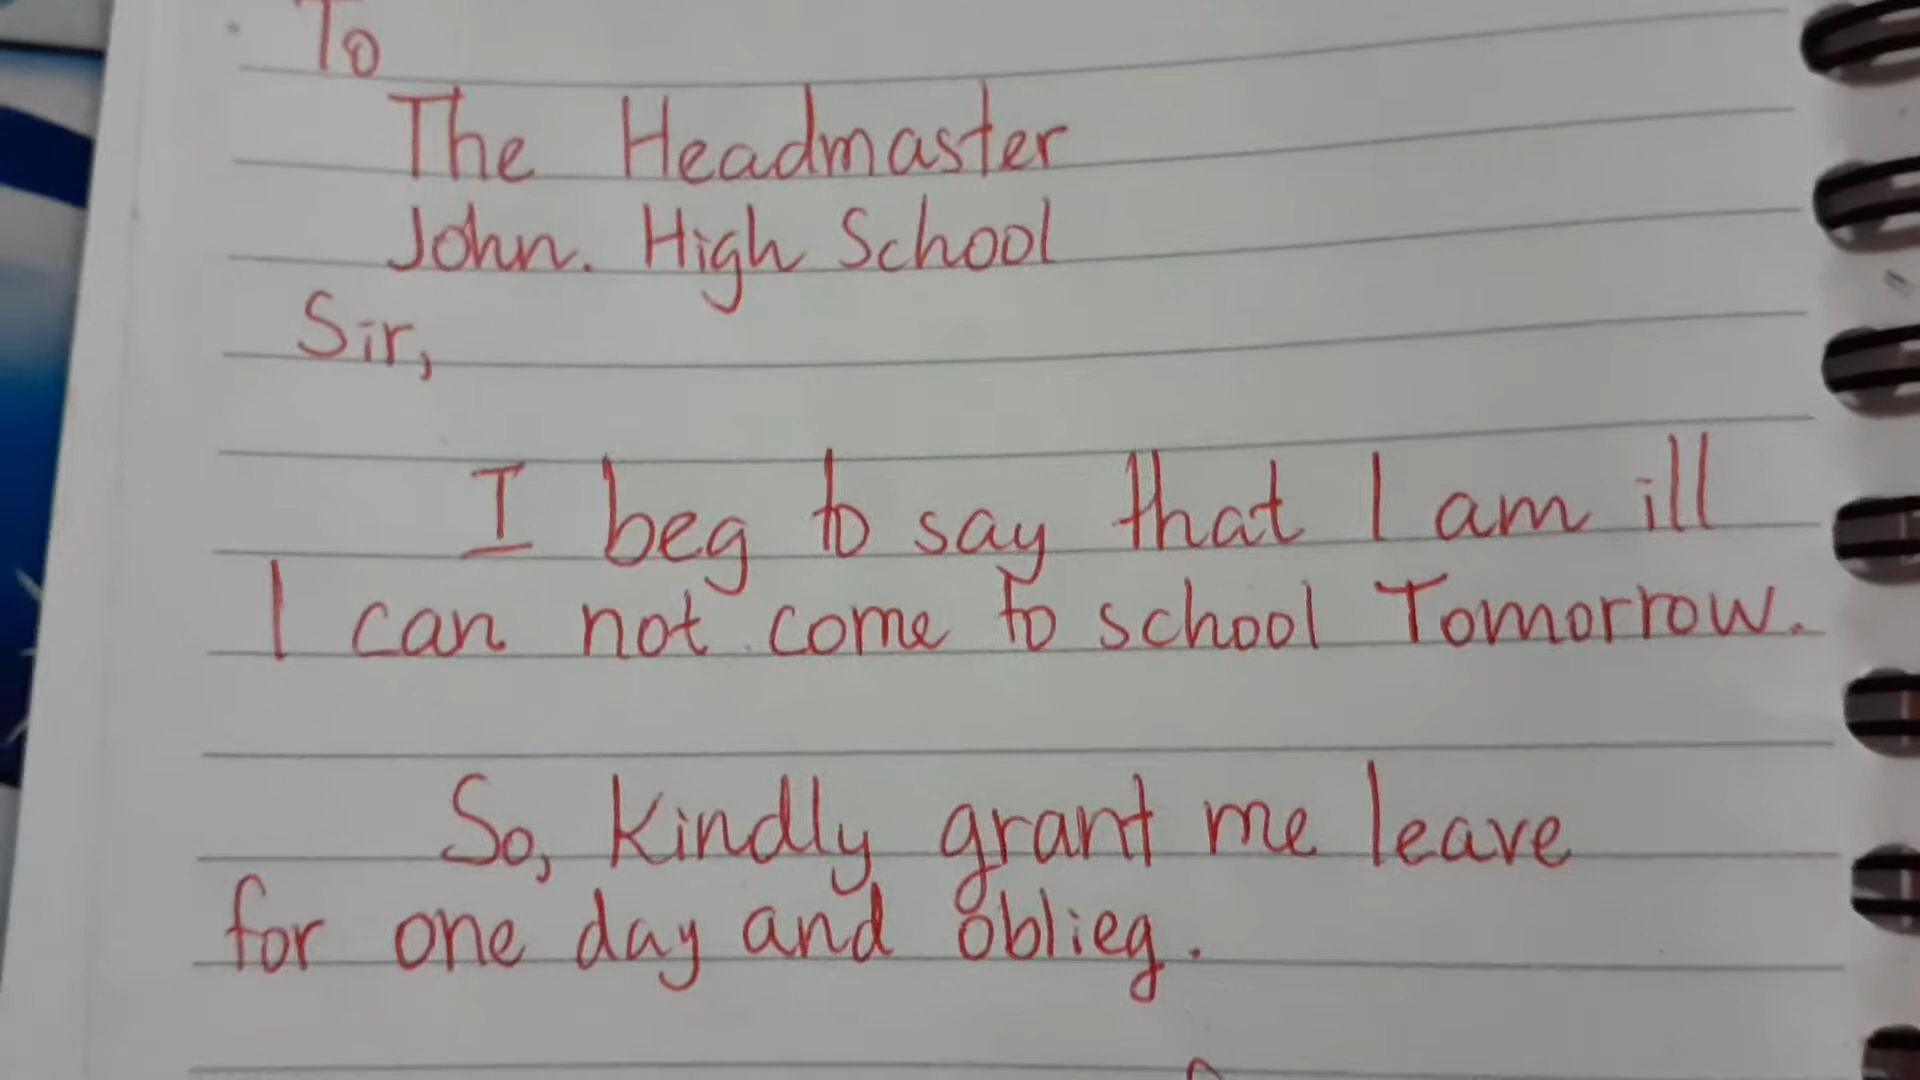 To
The Headmaster
John. High School
Sir,
I beg to say that I am ill
I can not come to school Tomorrow.
So, Kindly grant me leave
for one day and oblieg.